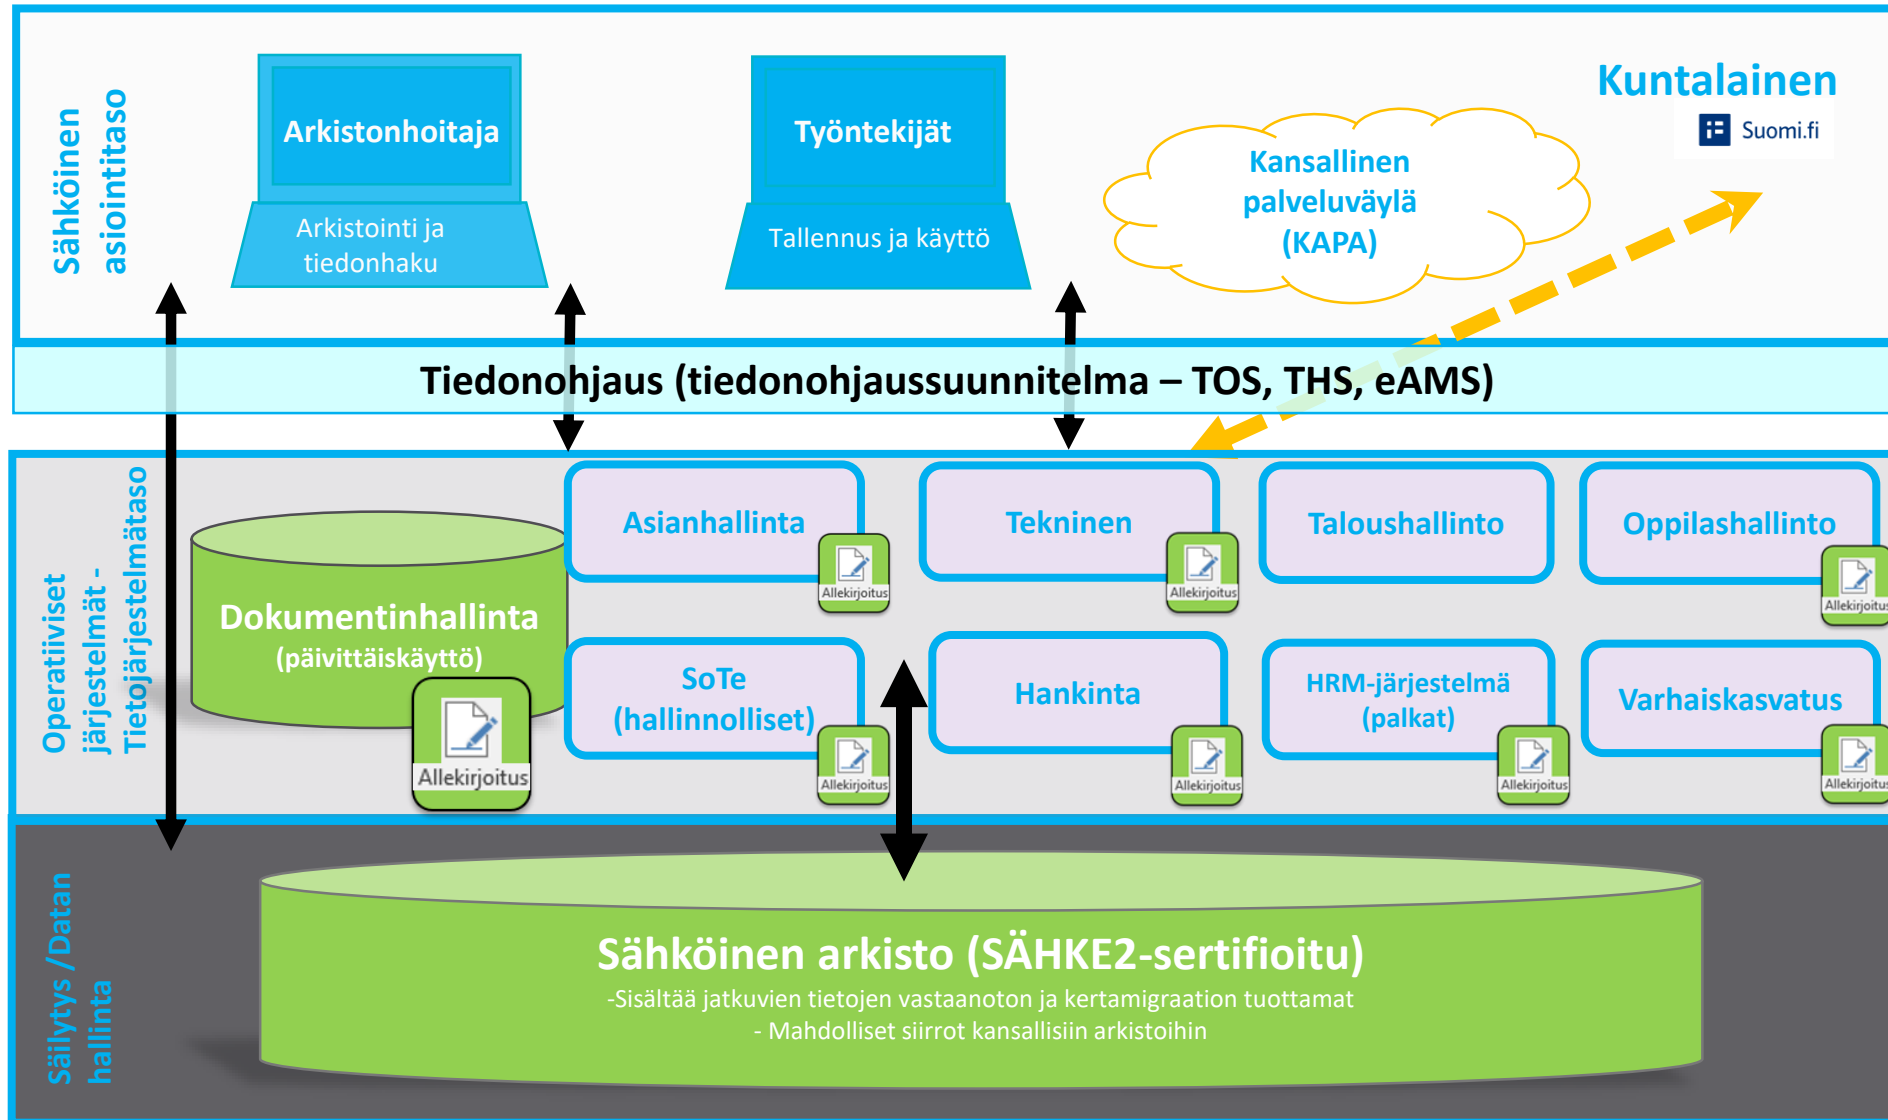 Sähköinen
asiointitaso
Arkistonhoitaja
Arkistointi ja
tiedonhaku
Työntekijät
Tallennus ja käyttö
Kansallinen
palveluväylä
(KAPA)
Kuntalainen
Suomi.fi
Tiedonohjaus (tiedonohjaussuunnitelma – TOS, THS, eAMS)
Operatiiviset
järjestelmät -
Tietojärjestelmätaso
Dokumentinhallinta
(päivittäiskäyttö)
Allekirjoitus
Asianhallinta
Allekirjoitus
Tekninen
Allekirjoitus
Taloushallinto
Oppilashallinto
Allekirjoitus
SoTe
(hallinnolliset)
Allekirjoitus
Hankinta
Allekirjoitus
HRM-järjestelmä
(palkat)
Allekirjoitus
Varhaiskasvatus
Allekirjoitus
Säilytys /Datan
hallinta
Sähköinen arkisto (SÄHKE2-sertifioitu)
-Sisältää jatkuvien tietojen vastaanoton ja kertamigraation tuottamat
- Mahdolliset siirrot kansallisiin arkistoihin